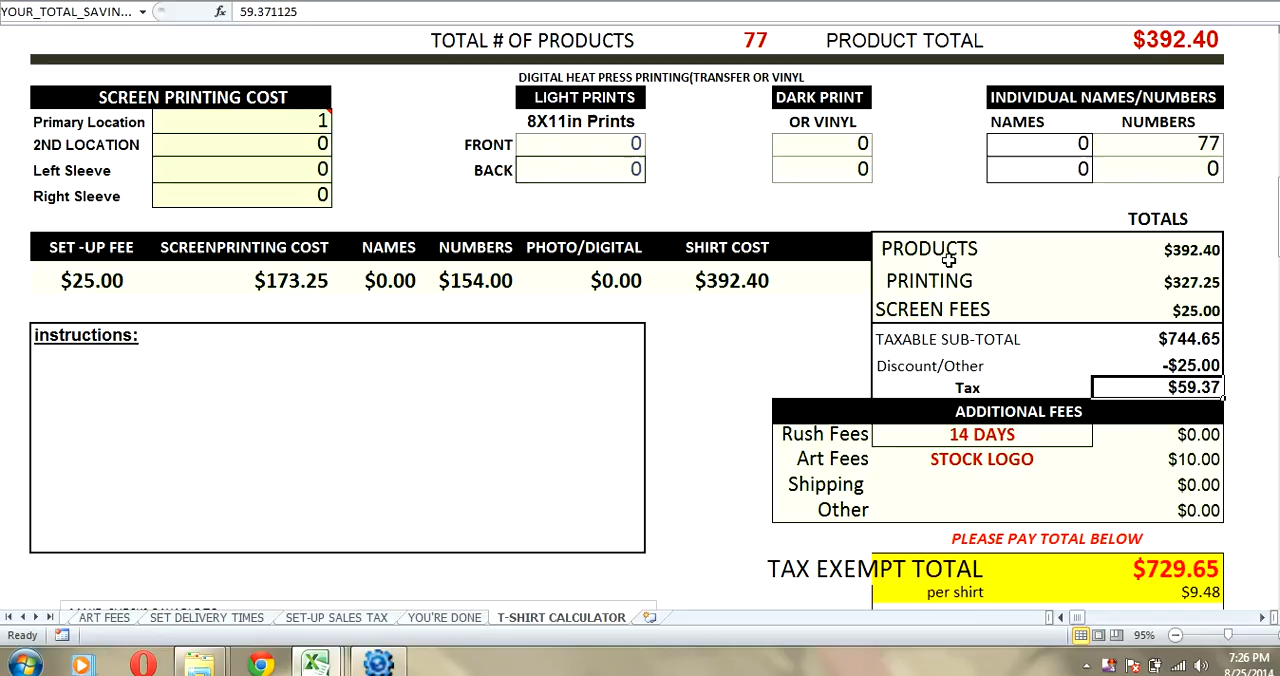 YOUR_TOTAL_SAVIN... fx 59.371125
TOTAL # OF PRODUCTS 77 PRODUCT TOTAL $392.40
DIGITAL HEAT PRESS PRINTING(TRANSFER OR VINYL
SCREEN PRINTING COST LIGHT PRINTS DARK PRINT INDIVIDUAL NAMES/NUMBERS
Primary Location 1 8X11in Prints OR VINYL NAMES NUMBERS
2ND LOCATION 0 FRONT 0 0 0 77
Left Sleeve 0 BACK 0 0 0 0
Right Sleeve 0
TOTALS
SET -UP FEE SCREENPRINTING COST NAMES NUMBERS PHOTO/DIGITAL SHIRT COST PRODUCTS $392.40
$25.00 $173.25 $0.00 $154.00 $0.00 $392.40 PRINTING $327.25
SCREEN FEES $25.00
instructions: TAXABLE SUB-TOTAL $744.65
Discount/Other -$25.00
Tax $59.37
ADDITIONAL FEES
Rush Fees 14 DAYS $0.00
Art Fees STOCK LOGO $10.00
Shipping $0.00
Other $0.00
PLEASE PAY TOTAL BELOW
TAX EXEMPT TOTAL $729.65
per shirt $9.48
ART FEES SET DELIVERY TIMES SET-UP SALES TAX YOU'RE DONE T-SHIRT CALCULATOR
Ready 95%
7:26 PM
8/25/2014